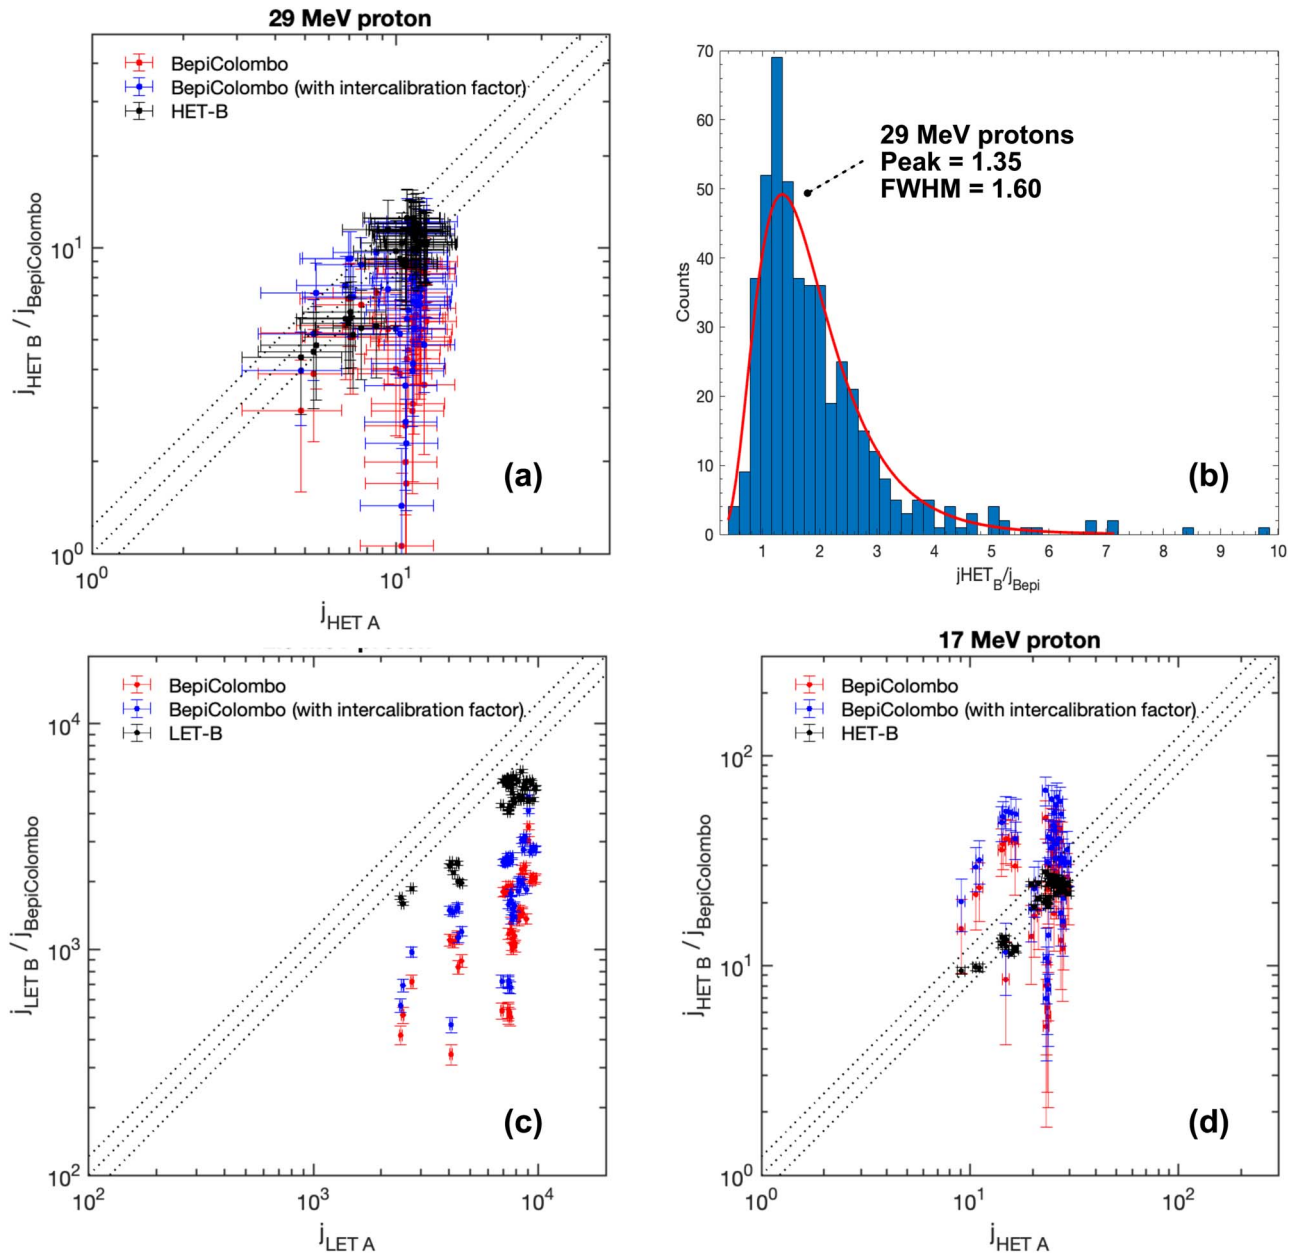 29 MeV proton
BepiColombo
BepiColombo (with intercalibration factor)
HET-B
10^1
10^0
10^0
10^1
j_HET B / j_BepiColombo
j_HET A
(a)
70
60
50
40
30
20
10
0
1 2 3 4 5 6 7 8 9 10
Counts
jHET_B/j_Bepi
29 MeV protons
Peak = 1.35
FWHM = 1.60
(b)
BepiColombo
BepiColombo (with intercalibration factor)
LET-B
10^4
10^3
10^2
10^2
10^3
10^4
j_LET B / j_BepiColombo
j_LET A
(c)
17 MeV proton
BepiColombo
BepiColombo (with intercalibration factor)
HET-B
10^2
10^1
10^0
10^0
10^1
10^2
j_HET B / j_BepiColombo
j_HET A
(d)